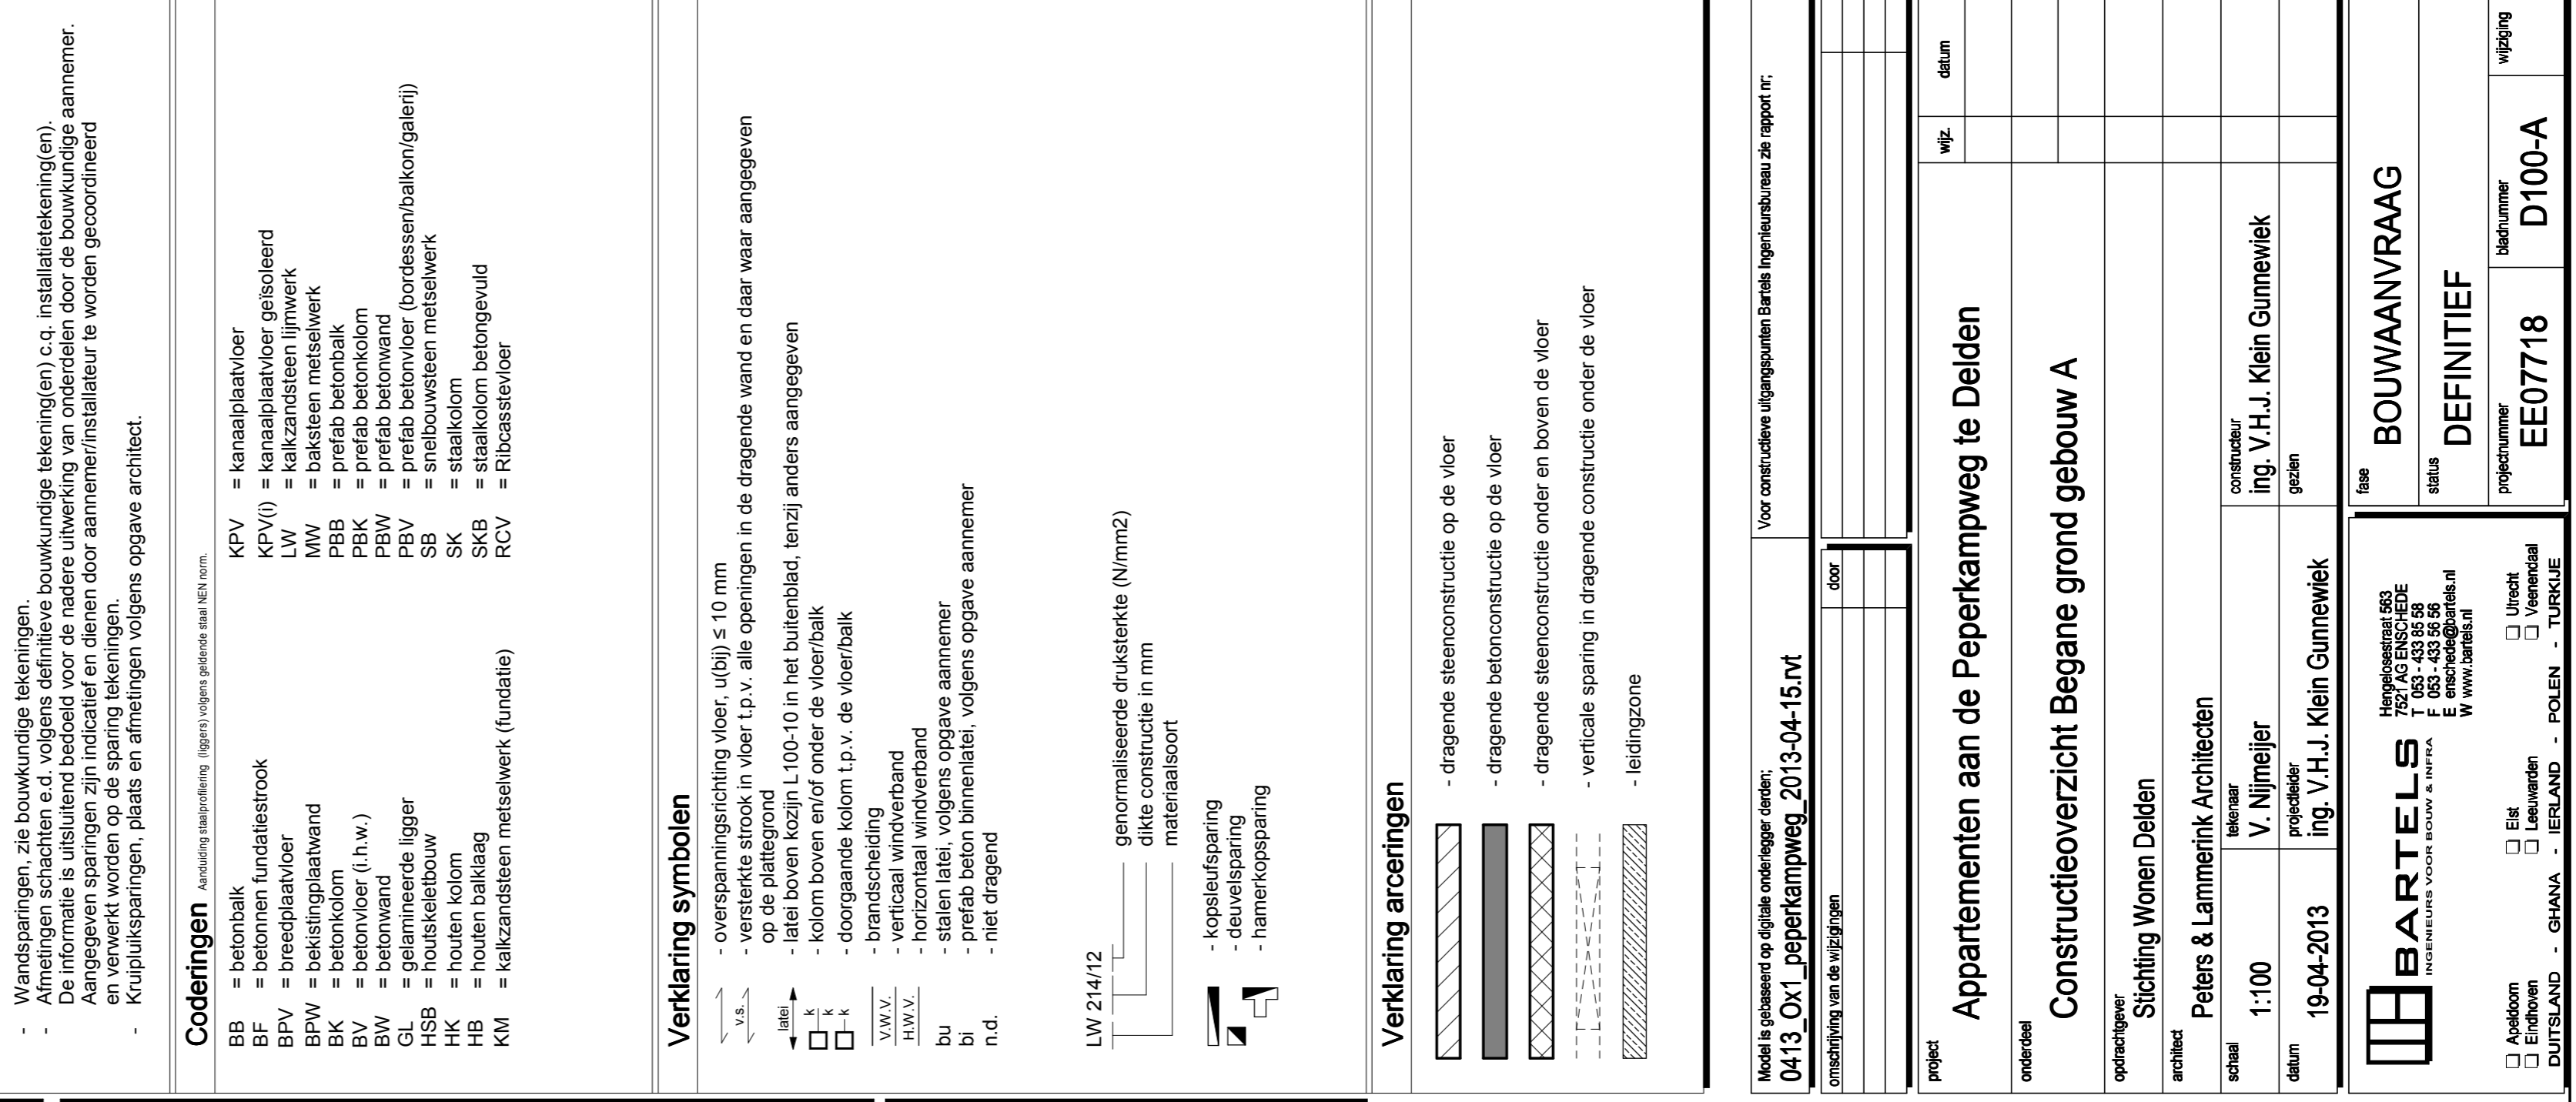 - Wandsparingen, zie bouwkundige tekeningen.
- Afmetingen schachten e.d. volgens definitieve bouwkundige tekening(en) c.q. installatietekening(en).
De informatie is uitsluitend bedoeld voor de nadere uitwerking van onderdelen door de bouwkundige aannemer.
Aangegeven sparingen zijn indicatief en dienen door aannemer/installateur te worden gecoordineerd
en verwerkt worden op de sparing tekeningen.
- Kruipluiksparingen, plaats en afmetingen volgens opgave architect.
Coderingen Aanduiding staalprofilering (liggers) volgens geldende staal NEN norm.
BB = betonbalk
BF = betonnen fundatiestrook
BPV = breedplaatvloer
BPW = bekistingplaatwand
BK = betonkolom
BV = betonvloer (i.h.w.)
BW = betonwand
GL = gelamineerde ligger
HSB = houtskeletbouw
HK = houten kolom
HB = houten balklaag
KM = kalkzandsteen metselwerk (fundatie)
KPV = kanaalplaatvloer
KPV(i) = kanaalplaatvloer geïsoleerd
LW = kalkzandsteen lijmwerk
MW = baksteen metselwerk
PBB = prefab betonbalk
PBK = prefab betonkolom
PBW = prefab betonwand
PBV = prefab betonvloer (bordessen/balkon/galerij)
SB = snelbouwsteen metselwerk
SK = staalkolom
SKB = staalkolom betongevuld
RCV = Ribcasstevloer
Verklaring symbolen
- overspanningsrichting vloer, u(bij) ≤ 10 mm
v.s. - versterkte strook in vloer t.p.v. alle openingen in de dragende wand en daar waar aangegeven
op de plattegrond
latei - latei boven kozijn L100-10 in het buitenblad, tenzij anders aangegeven
k - kolom boven en/of onder de vloer/balk
k - doorgaande kolom t.p.v. de vloer/balk
- brandscheiding
V.W.V. - verticaal windverband
H.W.V. - horizontaal windverband
bu - stalen latei, volgens opgave aannemer
bi - prefab beton binnenlatei, volgens opgave aannemer
n.d. - niet dragend
LW 214/12
genormaliseerde druksterkte (N/mm2)
dikte constructie in mm
materiaalsoort
- kopsleufsparing
- deuvelsparing
- hamerkopsparing
Verklaring arceringen
- dragende steenconstructie op de vloer
- dragende betonconstructie op de vloer
- dragende steenconstructie onder en boven de vloer
- verticale sparing in dragende constructie onder de vloer
- leidingzone
Model is gebaseerd op digitale onderlegger derden;
0413_Ox1_peperkampweg_2013-04-15.rvt
Voor constructieve uitgangspunten Bartels Ingenieursbureau zie rapport nr;
omschrijving van de wijzigingen
door
project
Appartementen aan de Peperkampweg te Delden
wijz.
datum
onderdeel
Constructieoverzicht Begane grond gebouw A
opdrachtgever
Stichting Wonen Delden
architect
Peters & Lammerink Architecten
schaal
1:100
tekenaar
V. Nijmeijer
constructeur
ing. V.H.J. Klein Gunnewiek
datum
19-04-2013
projectleider
ing. V.H.J. Klein Gunnewiek
gezien
BARTELS
INGENIEURS VOOR BOUW & INFRA
Hengelosestraat 563
7521 AG ENSCHEDE
T 053 - 433 85 58
F 053 - 433 56 56
E enschede@bartels.nl
W www.bartels.nl
Apeldoorn
Eindhoven
Elst
Leeuwarden
Utrecht
Veenendaal
DUITSLAND - GHANA - IERLAND - POLEN - TURKIJE
fase
BOUWAANVRAAG
status
DEFINITIEF
projectnummer
EE07718
bladnummer
D100-A
wijziging